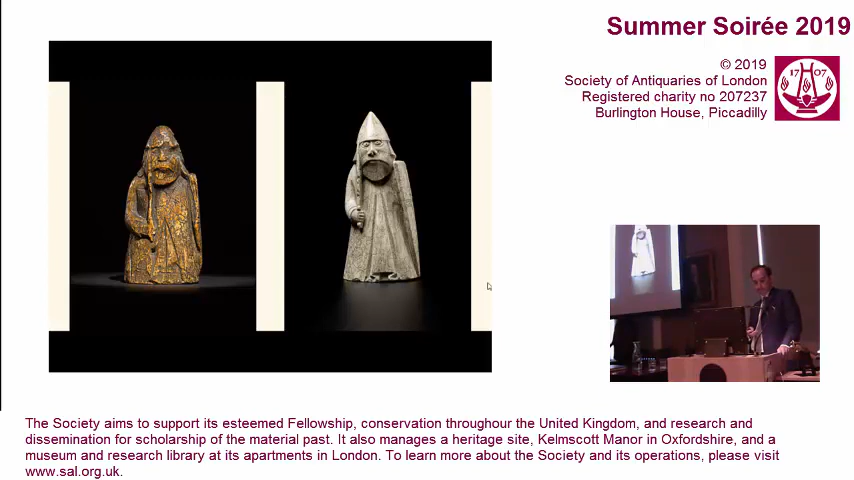 Summer Soirée 2019
© 2019
Society of Antiquaries of London
Registered charity no 207237
Burlington House, Piccadilly
17 07
The Society aims to support its esteemed Fellowship, conservation throughour the United Kingdom, and research and
dissemination for scholarship of the material past. It also manages a heritage site, Kelmscott Manor in Oxfordshire, and a
museum and research library at its apartments in London. To learn more about the Society and its operations, please visit
www.sal.org.uk.